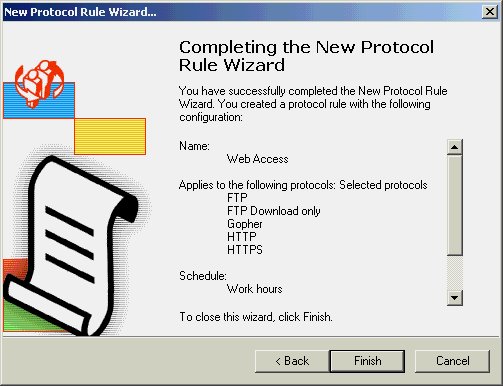 New Protocol Rule Wizard...
Completing the New Protocol
Rule Wizard
You have successfully completed the New Protocol Rule
Wizard. You created a protocol rule with the following
configuration:
Name:
Web Access
Applies to the following protocols: Selected protocols
FTP
FTP Download only
Gopher
HTTP
HTTPS
Schedule:
Work hours
To close this wizard, click Finish.
< Back
Finish
Cancel